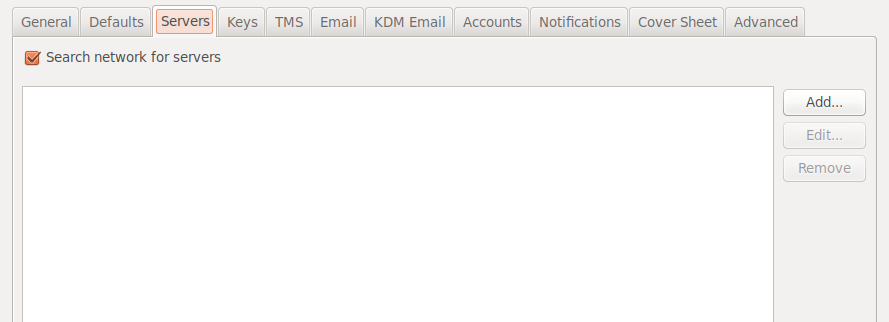 General Defaults Servers Keys TMS Email KDM Email Accounts Notifications Cover Sheet Advanced
Search network for servers
Add...
Edit...
Remove